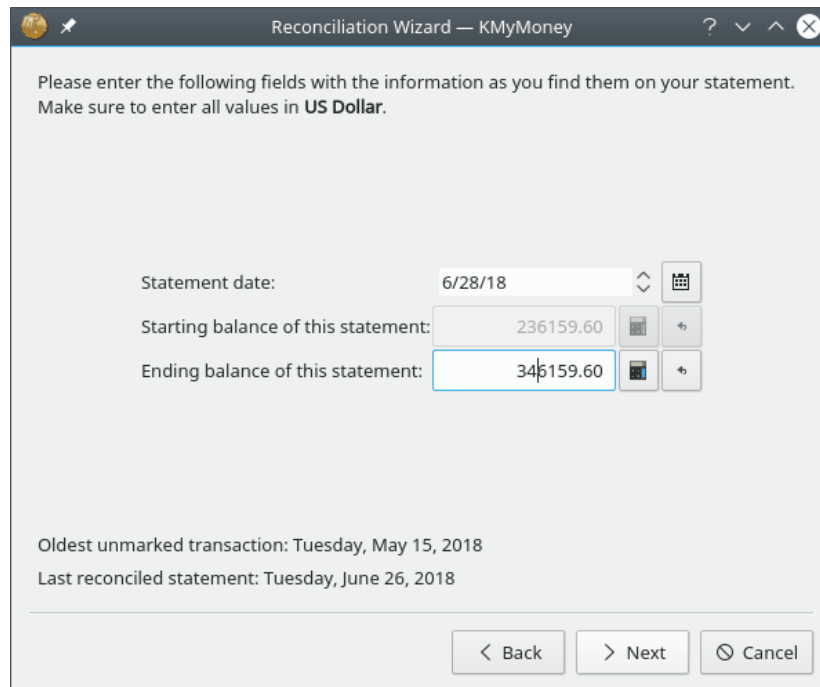 Reconciliation Wizard — KMyMoney
Please enter the following fields with the information as you find them on your statement.
Make sure to enter all values in US Dollar.
Statement date: 6/28/18
Starting balance of this statement: 236159.60
Ending balance of this statement: 346159.60
Oldest unmarked transaction: Tuesday, May 15, 2018
Last reconciled statement: Tuesday, June 26, 2018
< Back > Next Cancel